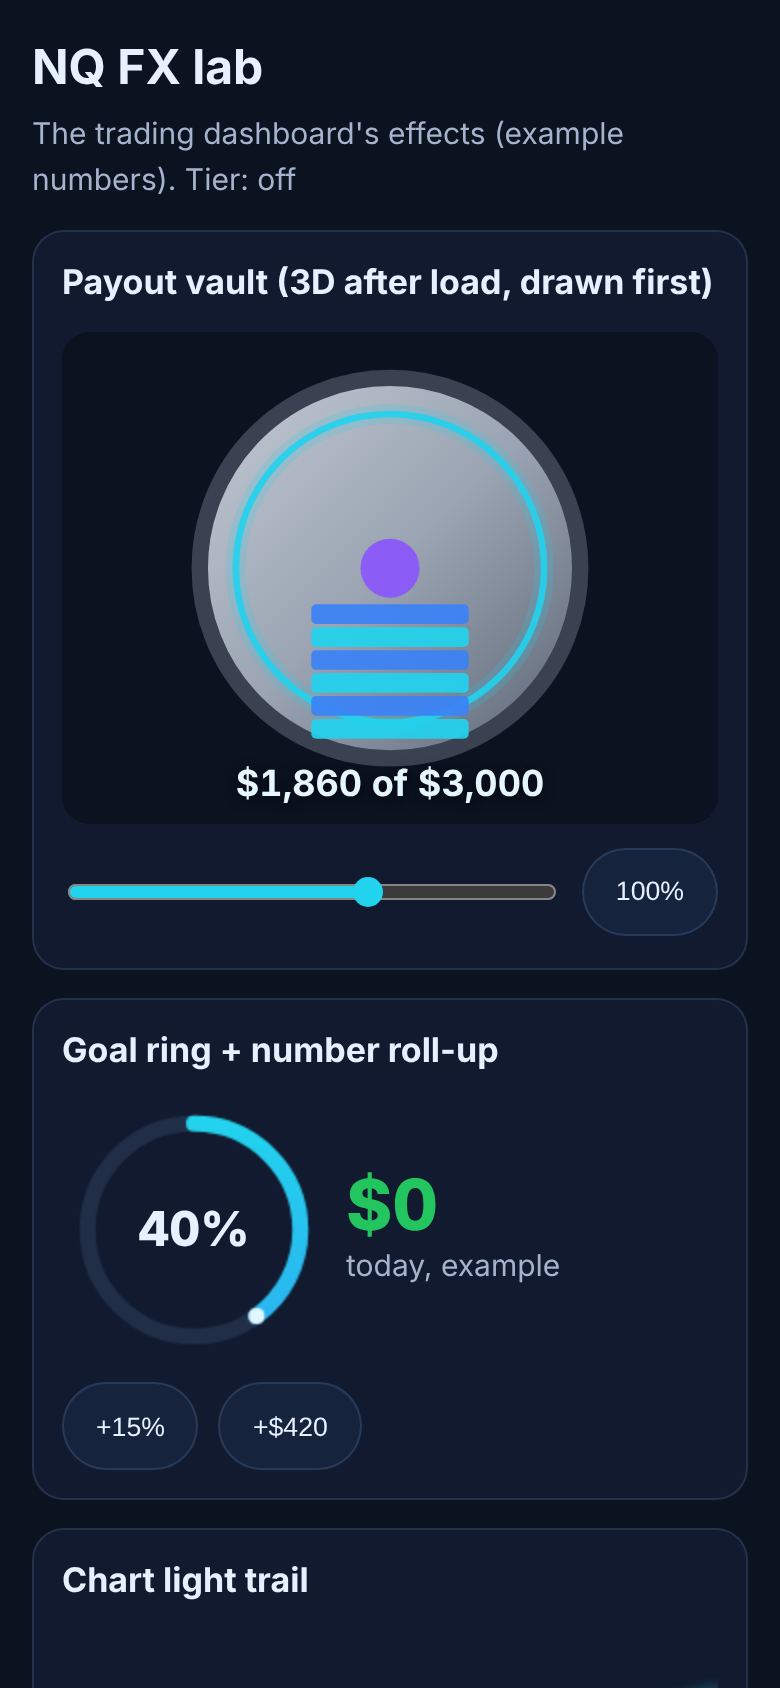 NQ FX lab
The trading dashboard's effects (example
numbers). Tier: off
Payout vault (3D after load, drawn first)
$1,860 of $3,000
100%
Goal ring + number roll-up
40%
$0
today, example
+15%
+$420
Chart light trail